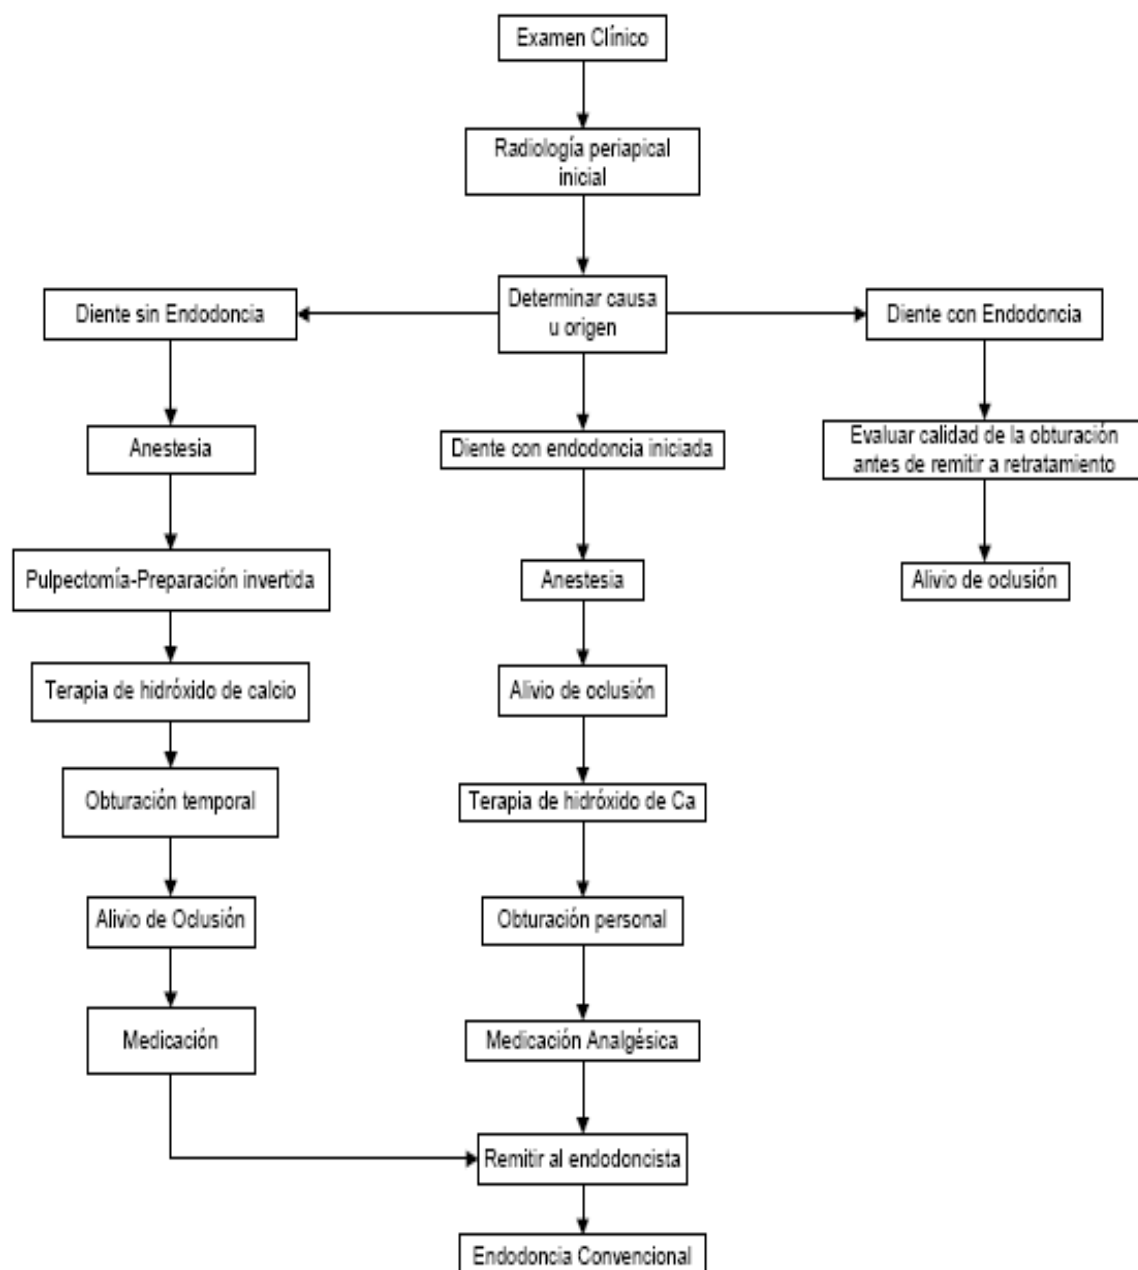 Examen Clínico
Radiología periapical
inicial
Determinar causa
u origen
Diente sin Endodoncia
Anestesia
Pulpectomía-Preparación invertida
Terapia de hidróxido de calcio
Obturación temporal
Alivio de Oclusión
Medicación
Diente con endodoncia iniciada
Anestesia
Alivio de oclusión
Terapia de hidróxido de Ca
Obturación personal
Medicación Analgésica
Remitir al endodoncista
Endodoncia Convencional
Diente con Endodoncia
Evaluar calidad de la obturación
antes de remitir a retratamiento
Alivio de oclusión